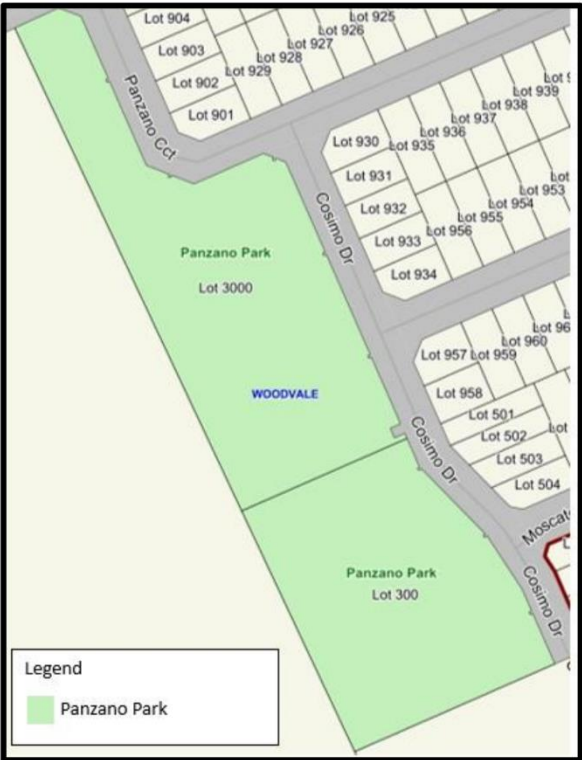 Lot 904
Lot 903
Lot 902
Lot 901
Lot 929
Lot 928
Lot 927
Lot 926
Lot 925
Panzano Cct
Cosimo Dr
Lot 930
Lot 931
Lot 932
Lot 933
Lot 934
Lot 935
Lot 936
Lot 937
Lot 938
Lot 939
Lot 956
Lot 955
Lot 954
Lot 953
Lot
Lot
Panzano Park
Lot 3000
WOODVALE
Lot 957
Lot 959
Lot 960
Lot 958
Lot 501
Lot 502
Lot 503
Lot 504
Lot
Cosimo Dr
Cosimo Dr
Panzano Park
Lot 300
Legend
Panzano Park